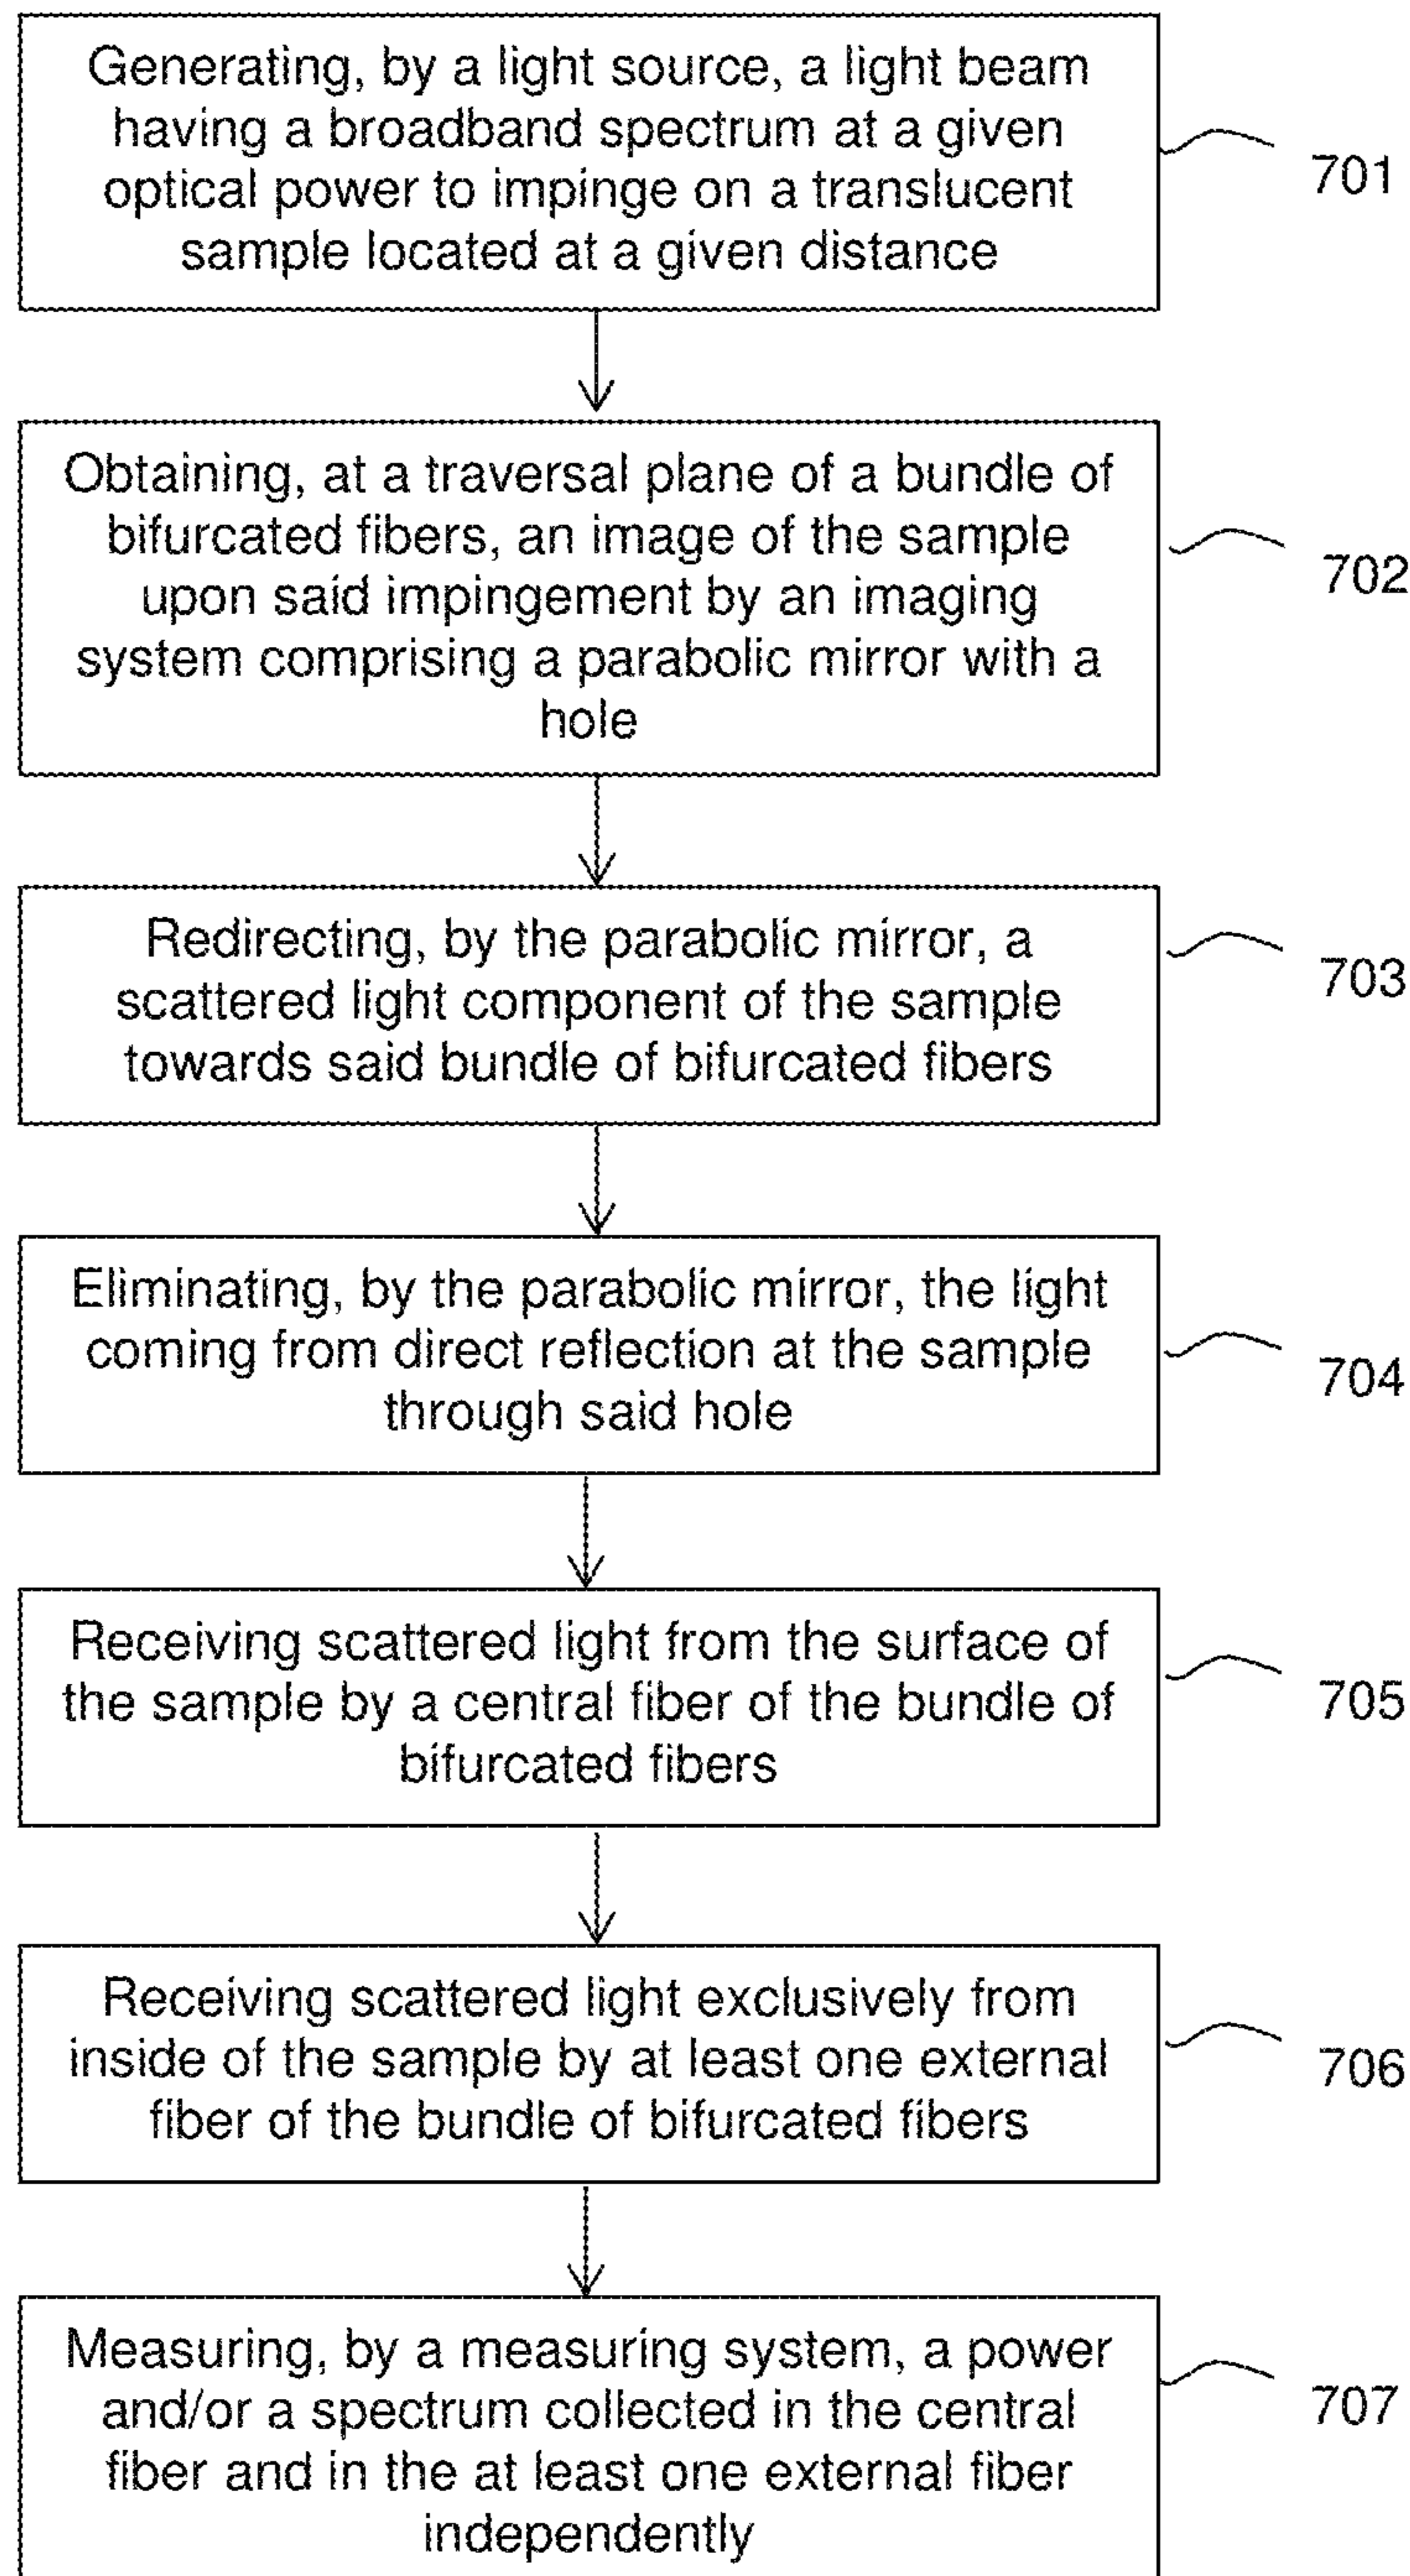 Generating, by a light source, a light beam
having a broadband spectrum at a given
optical power to impinge on a translucent
sample located at a given distance
701
Obtaining, at a traversal plane of a bundle of
bifurcated fibers, an image of the sample
upon said impingement by an imaging
system comprising a parabolic mirror with a
hole
702
Redirecting, by the parabolic mirror, a
scattered light component of the sample
towards said bundle of bifurcated fibers
703
Eliminating, by the parabolic mirror, the light
coming from direct reflection at the sample
through said hole
704
Receiving scattered light from the surface of
the sample by a central fiber of the bundle of
bifurcated fibers
705
Receiving scattered light exclusively from
inside of the sample by at least one external
fiber of the bundle of bifurcated fibers
706
Measuring, by a measuring system, a power
and/or a spectrum collected in the central
fiber and in the at least one external fiber
independently
707